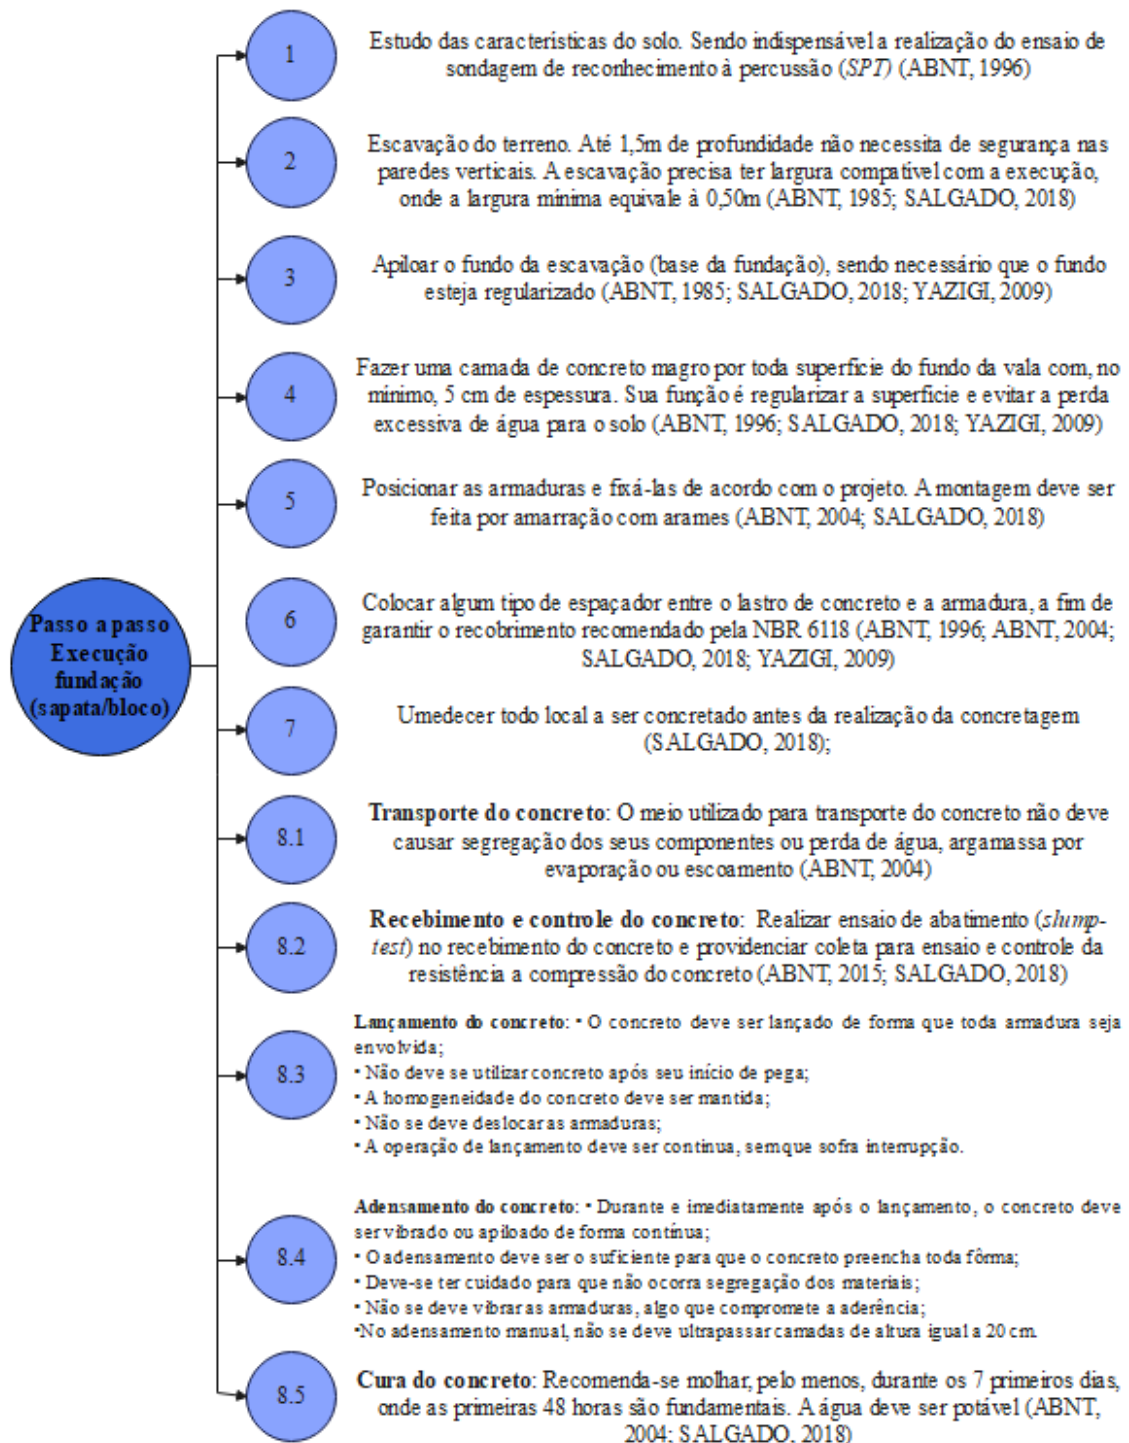 1
Estudo das características do solo. Sendo indispensável a realização do ensaio de
sondagem de reconhecimento à percussão (SPT) (ABNT, 1996)
2
Escavação do terreno. Até 1,5m de profundidade não necessita de segurança nas
paredes verticais. A escavação precisa ter largura compatível com a execução,
onde a largura mínima equivale à 0,50m (ABNT, 1985; SALGADO, 2018)
3
Apiloar o fundo da escavação (base da fundação), sendo necessário que o fundo
esteja regularizado (ABNT, 1985; SALGADO, 2018; YAZIGI, 2009)
4
Fazer uma camada de concreto magro por toda superfície do fundo da vala com, no
mínimo, 5 cm de espessura. Sua função é regularizar a superfície e evitar a perda
excessiva de água para o solo (ABNT, 1996; SALGADO, 2018; YAZIGI, 2009)
5
Posicionar as armaduras e fixá-las de acordo com o projeto. A montagem deve ser
feita por amarração com arames (ABNT, 2004; SALGADO, 2018)
Passo a passo
Execução
fundação
(sapata/bloco)
6
Colocar algum tipo de espaçador entre o lastro de concreto e a armadura, a fim de
garantir o recobrimento recomendado pela NBR 6118 (ABNT, 1996; ABNT, 2004;
SALGADO, 2018; YAZIGI, 2009)
7
Umedecer todo local a ser concretado antes da realização da concretagem
(SALGADO, 2018);
8.1
Transporte do concreto: O meio utilizado para transporte do concreto não deve
causar segregação dos seus componentes ou perda de água, argamassa por
evaporação ou escoamento (ABNT, 2004)
8.2
Recebimento e controle do concreto: Realizar ensaio de abatimento (slump-
test) no recebimento do concreto e providenciar coleta para ensaio e controle da
resistência a compressão do concreto (ABNT, 2015; SALGADO, 2018)
8.3
Lançamento do concreto: • O concreto deve ser lançado de forma que toda armadura seja
envolvida;
• Não deve se utilizar concreto após seu início de pega;
• A homogeneidade do concreto deve ser mantida;
• Não se deve deslocar as armaduras;
• A operação de lançamento deve ser contínua, sem que sofra interrupção.
8.4
Adensamento do concreto: • Durante e imediatamente após o lançamento, o concreto deve
ser vibrado ou apiloado de forma contínua;
• O adensamento deve ser o suficiente para que o concreto preencha toda fôrma;
• Deve-se ter cuidado para que não ocorra segregação dos materiais;
• Não se deve vibrar as armaduras, algo que compromete a aderência;
•No adensamento manual, não se deve ultrapassar camadas de altura igual a 20 cm.
8.5
Cura do concreto: Recomenda-se molhar, pelo menos, durante os 7 primeiros dias,
onde as primeiras 48 horas são fundamentais. A água deve ser potável (ABNT,
2004; SALGADO, 2018)